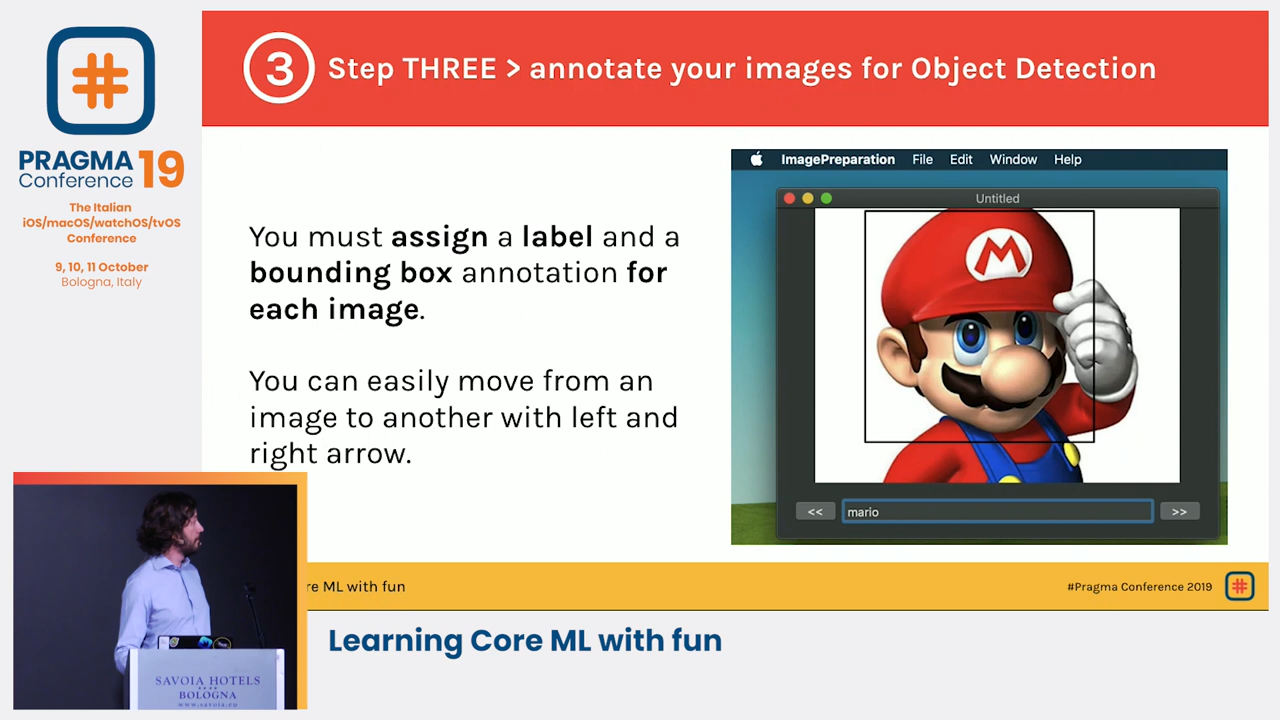 #
PRAGMA 19
Conference
The Italian
iOS/macOS/watchOS/tvOS
Conference
9, 10, 11 October
Bologna, Italy
3 Step THREE > annotate your images for Object Detection
You must assign a label and a
bounding box annotation for
each image.
You can easily move from an
image to another with left and
right arrow.
ImagePreparation File Edit Window Help
Untitled
M
<< mario >>
re ML with fun
#Pragma Conference 2019
#
Learning Core ML with fun
SAVOIA HOTELS
BOLOGNA
www.savoia.eu